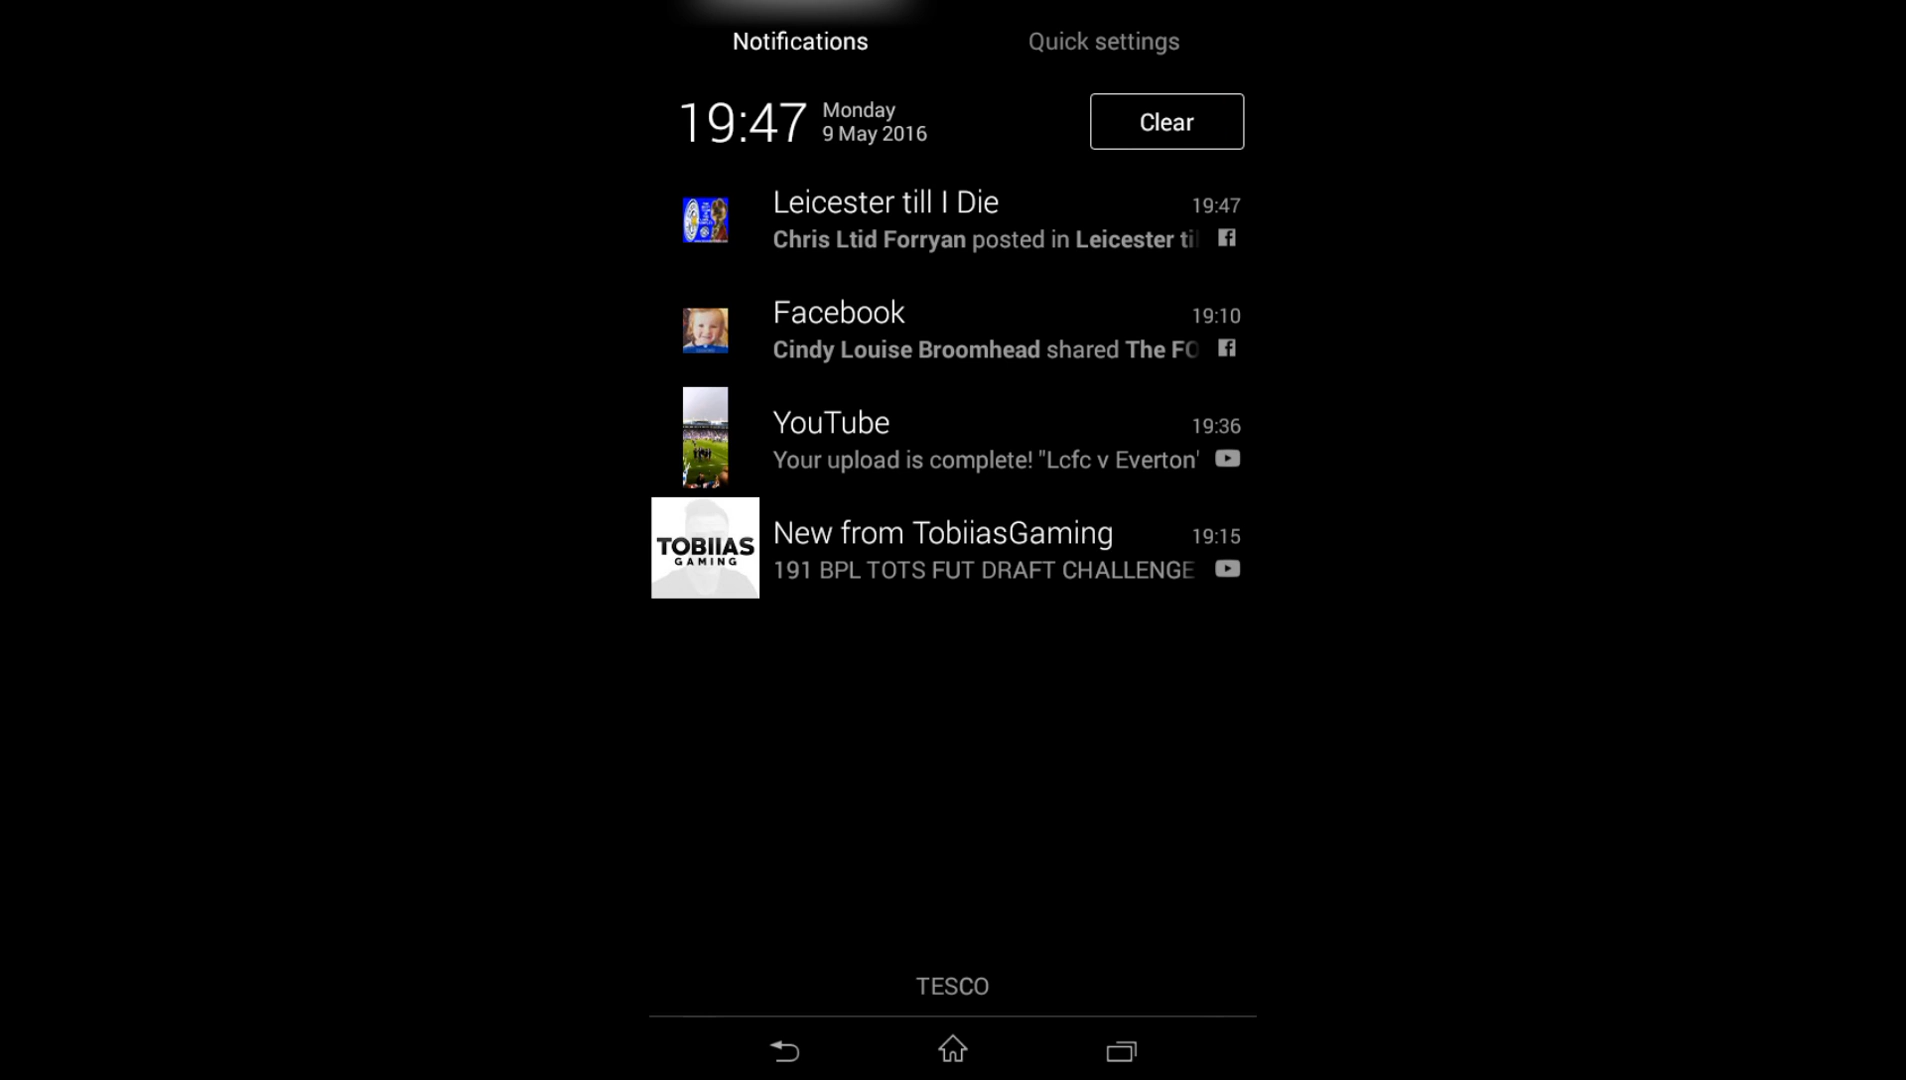 Notifications
Quick settings
19:47
Monday
9 May 2016
Clear
Leicester till I Die
19:47
Chris Ltid Forryan posted in Leicester ti
Facebook
19:10
Cindy Louise Broomhead shared The FO
YouTube
19:36
Your upload is complete! "Lcfc v Everton"
TOBIIAS
GAMING
New from TobiiasGaming
19:15
191 BPL TOTS FUT DRAFT CHALLENGE
TESCO